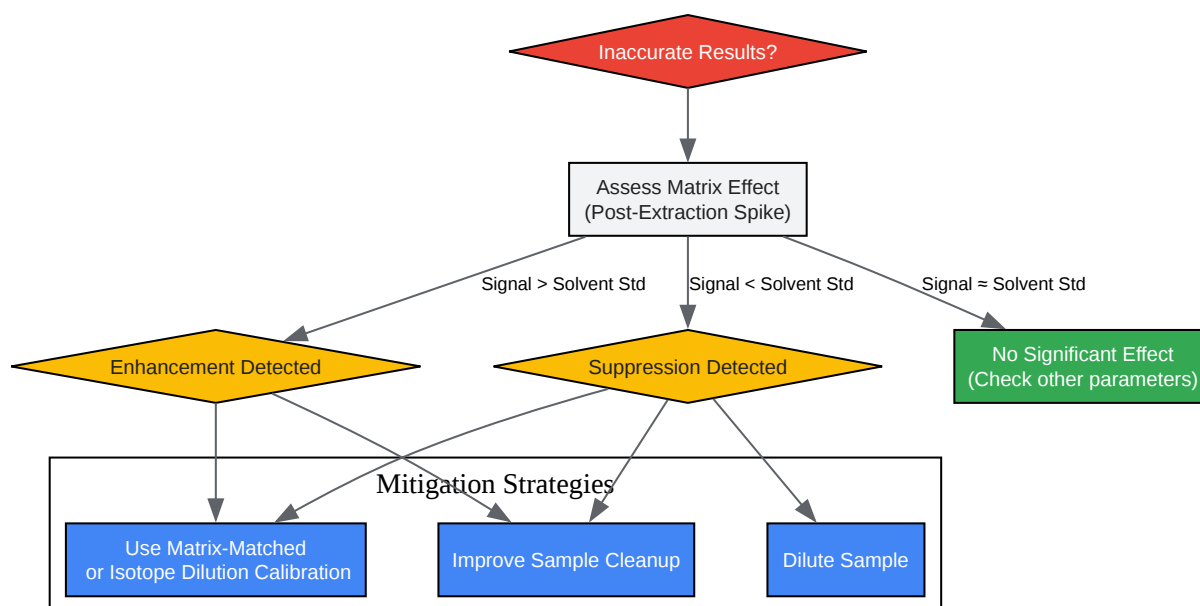 Inaccurate Results?
Assess Matrix Effect
(Post-Extraction Spike)
Signal > Solvent Std
Signal < Solvent Std
Signal ≈ Solvent Std
Enhancement Detected
Suppression Detected
No Significant Effect
(Check other parameters)
Mitigation Strategies
Use Matrix-Matched
or Isotope Dilution Calibration
Improve Sample Cleanup
Dilute Sample